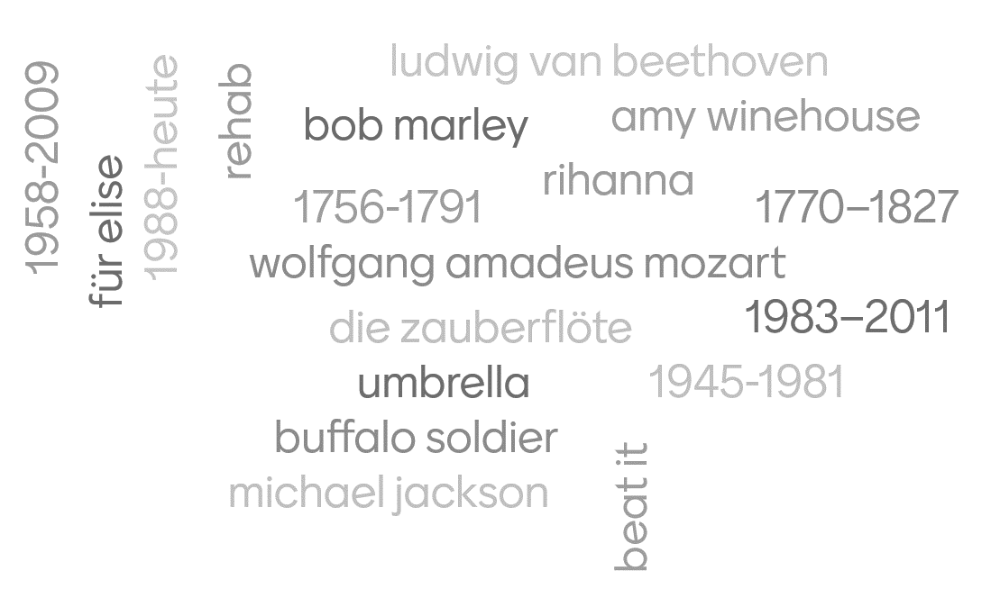 1958-2009
für elise
1988-heute
rehab
ludwig van beethoven
bob marley
amy winehouse
rihanna
1756-1791
1770–1827
wolfgang amadeus mozart
die zauberflöte
1983–2011
umbrella
1945-1981
buffalo soldier
michael jackson
beat it